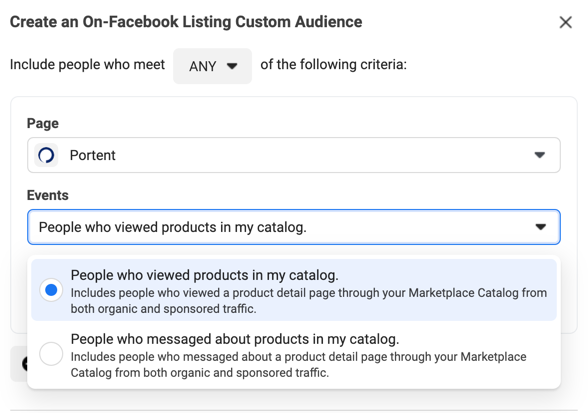 Create an On-Facebook Listing Custom Audience
Include people who meet ANY of the following criteria:
Page
Portent
Events
People who viewed products in my catalog.
People who viewed products in my catalog.
Includes people who viewed a product detail page through your Marketplace Catalog from
both organic and sponsored traffic.
People who messaged about products in my catalog.
Includes people who messaged about a product detail page through your Marketplace
Catalog from both organic and sponsored traffic.